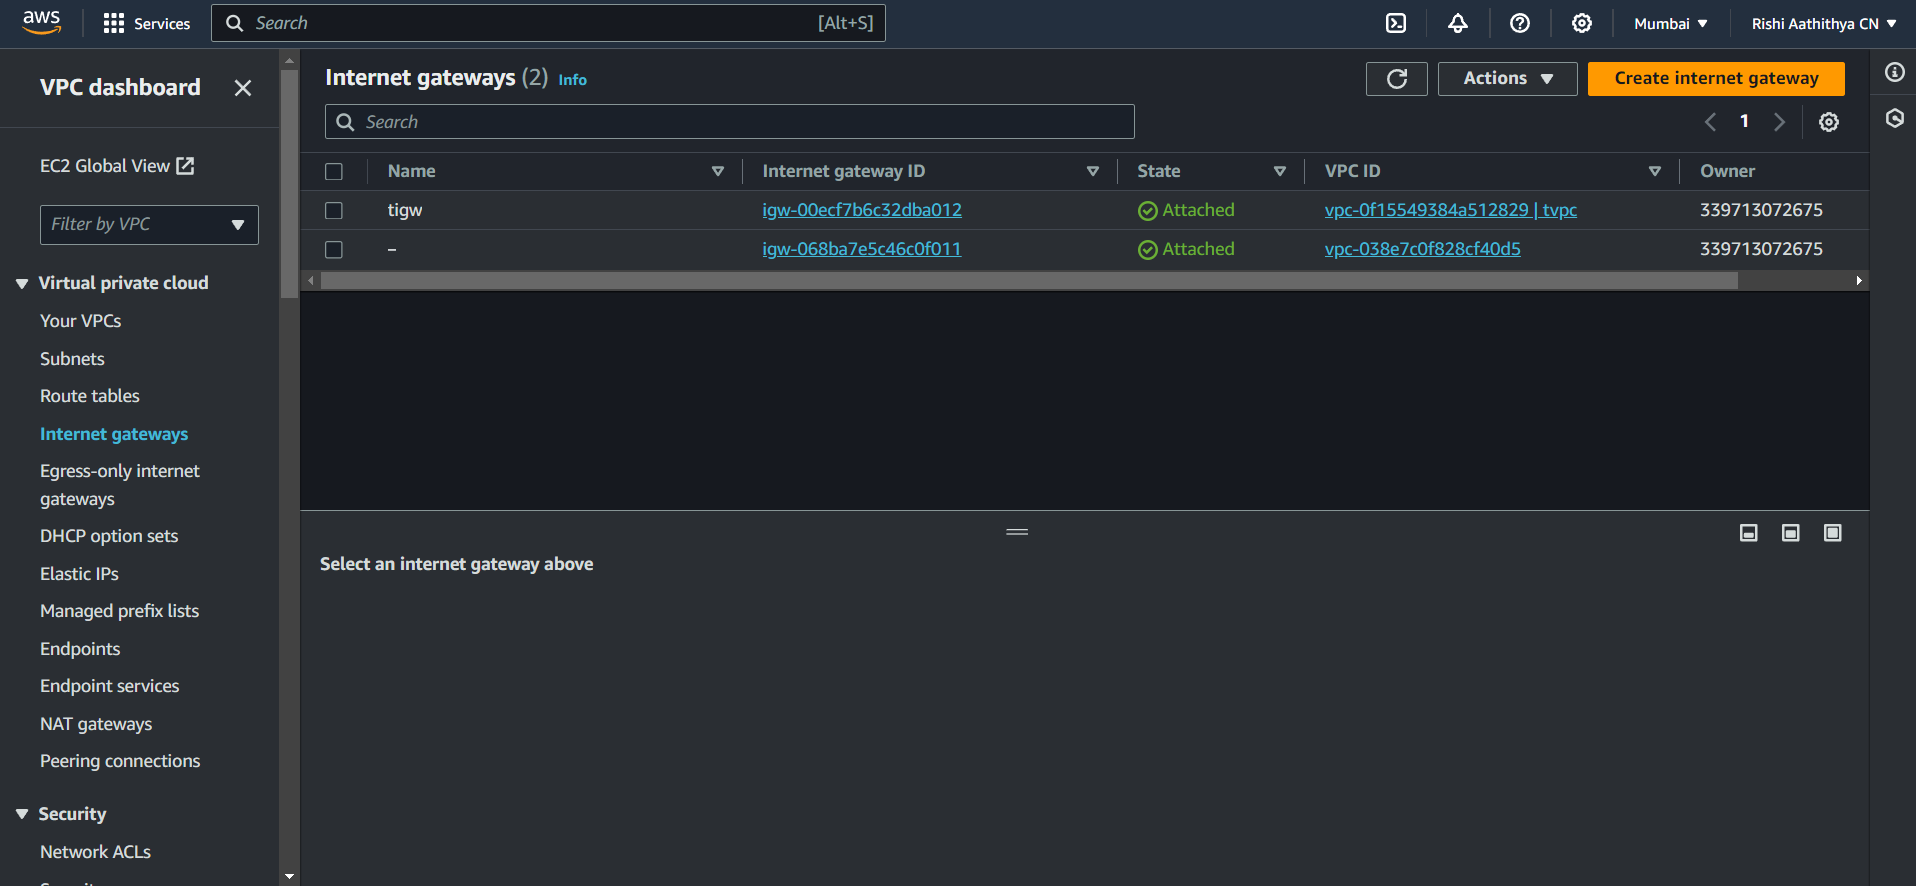 aws Services Search [Alt+S] Mumbai Rishi Aathithya CN
VPC dashboard
EC2 Global View
Filter by VPC
Virtual private cloud
Your VPCs
Subnets
Route tables
Internet gateways
Egress-only internet
gateways
DHCP option sets
Elastic IPs
Managed prefix lists
Endpoints
Endpoint services
NAT gateways
Peering connections
Security
Network ACLs
Internet gateways (2) Info
Actions Create internet gateway
Search
1
Name Internet gateway ID State VPC ID Owner
tigw igw-00ecf7b6c32dba012 Attached vpc-0f15549384a512829 | tvpc 339713072675
– igw-068ba7e5c46c0f011 Attached vpc-038e7c0f828cf40d5 339713072675
Select an internet gateway above